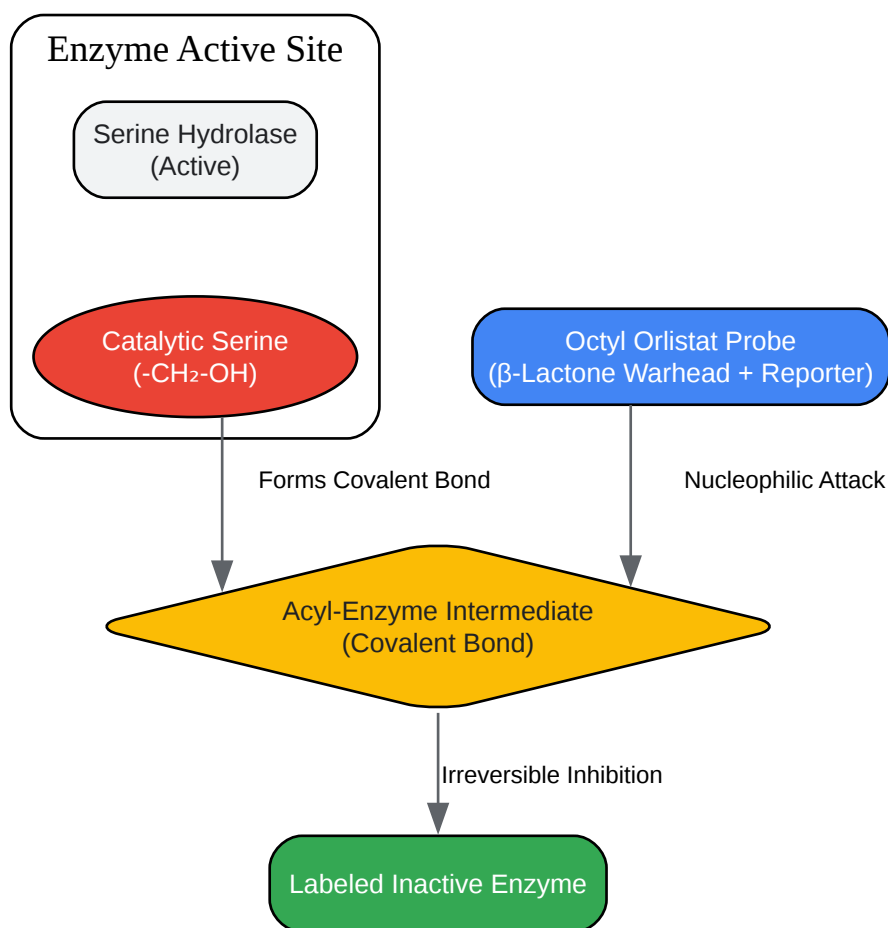 Enzyme Active Site
Serine Hydrolase
(Active)
Catalytic Serine
(-CH₂-OH)
Octyl Orlistat Probe
(β-Lactone Warhead + Reporter)
Forms Covalent Bond
Nucleophilic Attack
Acyl-Enzyme Intermediate
(Covalent Bond)
Irreversible Inhibition
Labeled Inactive Enzyme